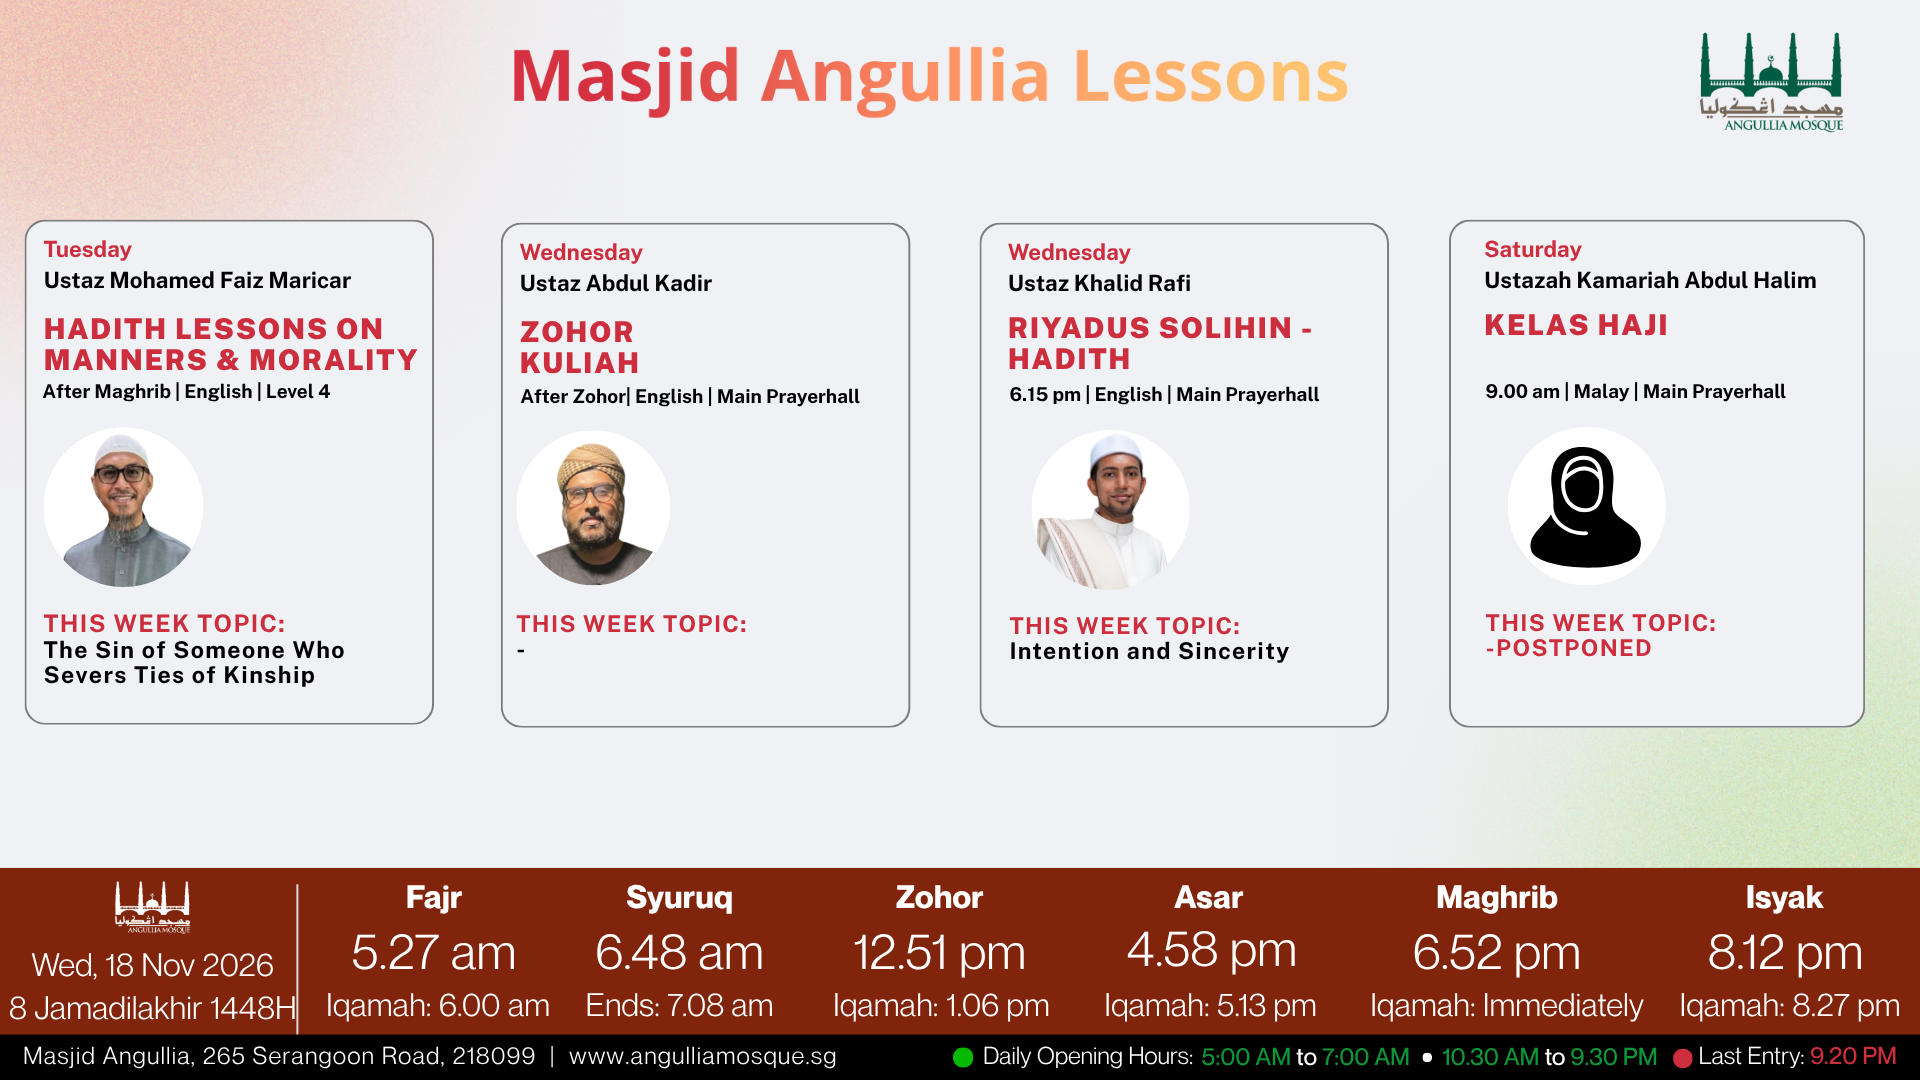 Masjid Angullia Lessons
مسجد اڠݢوليا
ANGULLIA MOSQUE
Tuesday
Ustaz Mohamed Faiz Maricar
HADITH LESSONS ON
MANNERS & MORALITY
After Maghrib | English | Level 4
THIS WEEK TOPIC:
The Sin of Someone Who
Severs Ties of Kinship
Wednesday
Ustaz Abdul Kadir
ZOHOR
KULIAH
After Zohor| English | Main Prayerhall
THIS WEEK TOPIC:
-
Wednesday
Ustaz Khalid Rafi
RIYADUS SOLIHIN -
HADITH
6.15 pm | English | Main Prayerhall
THIS WEEK TOPIC:
Intention and Sincerity
Saturday
Ustazah Kamariah Abdul Halim
KELAS HAJI
9.00 am | Malay | Main Prayerhall
THIS WEEK TOPIC:
-POSTPONED
مسجد اڠݢوليا
ANGULLIA MOSQUE
Wed, 18 Nov 2026
8 Jamadilakhir 1448H
Fajr
5.27 am
Iqamah: 6.00 am
Syuruq
6.48 am
Ends: 7.08 am
Zohor
12.51 pm
Iqamah: 1.06 pm
Asar
4.58 pm
Iqamah: 5.13 pm
Maghrib
6.52 pm
Iqamah: Immediately
Isyak
8.12 pm
Iqamah: 8.27 pm
Masjid Angullia, 265 Serangoon Road, 218099 | www.angulliamosque.sg
Daily Opening Hours: 5:00 AM to 7:00 AM • 10.30 AM to 9.30 PM
Last Entry: 9.20 PM